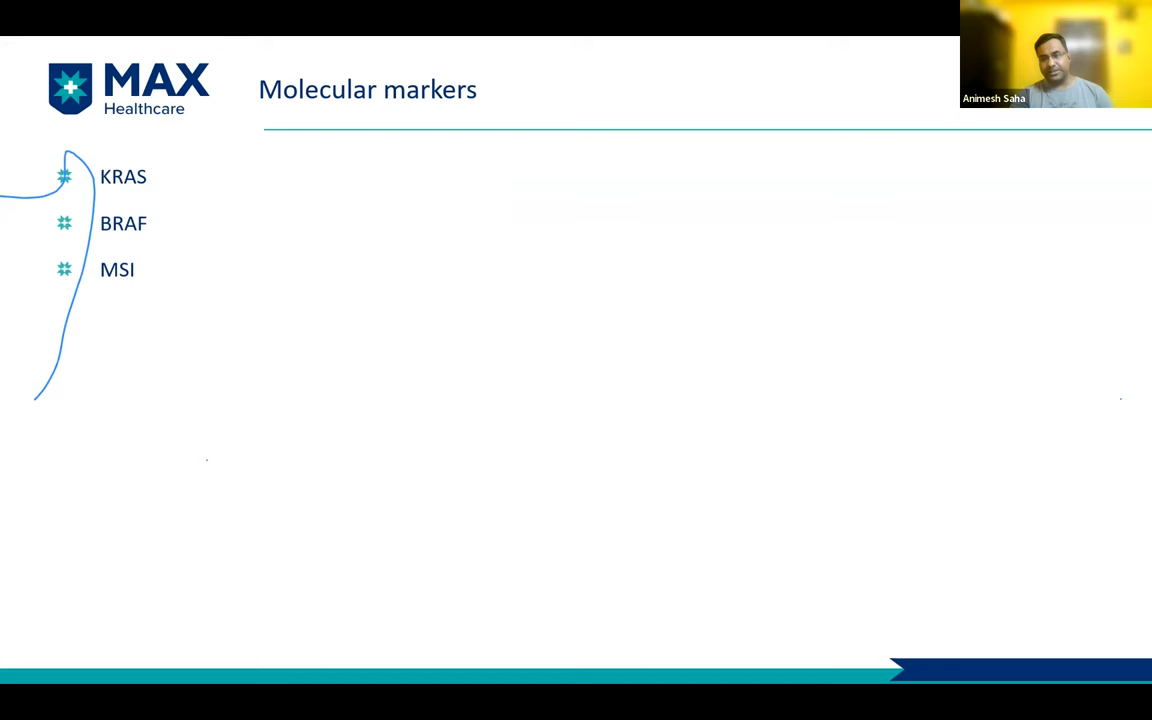 MAX
Healthcare
Molecular markers
Animesh Saha
KRAS
BRAF
MSI